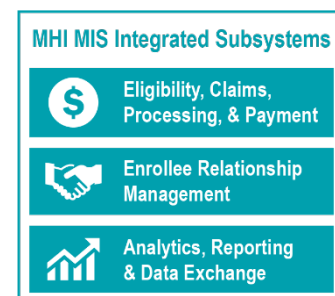 MHI MIS Integrated Subsystems
$
Eligibility, Claims,
Processing, & Payment
Enrollee Relationship
Management
Analytics, Reporting
& Data Exchange